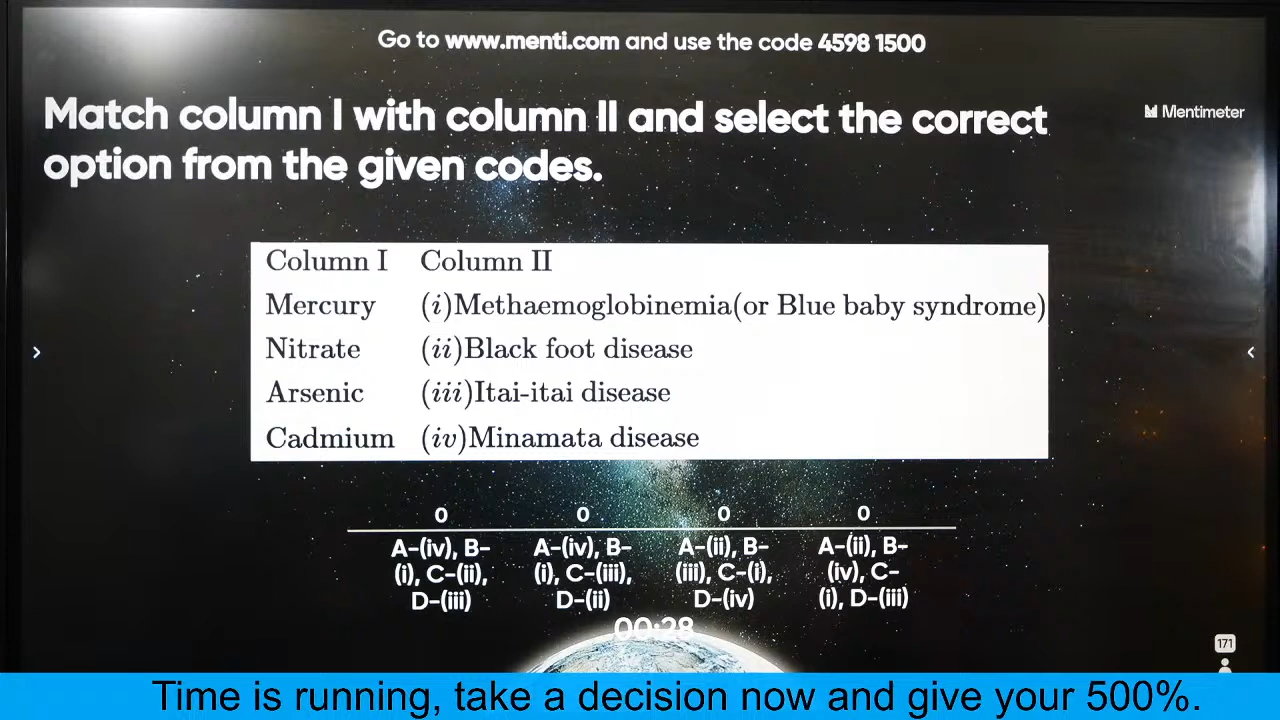 Go to www.menti.com and use the code 4598 1500
Match column I with column II and select the correct
option from the given codes.
Mentimeter
Column I Column II
Mercury (i)Methaemoglobinemia(or Blue baby syndrome)
Nitrate (ii)Black foot disease
Arsenic (iii)Itai-itai disease
Cadmium (iv)Minamata disease
0 0 0 0
A-(iv), B- A-(iv), B- A-(ii), B- A-(ii), B-
(i), C-(ii), (i), C-(iii), (iii), C-(i), (iv), C-
D-(iii) D-(ii) D-(iv) (i), D-(iii)
00:28
171
Time is running, take a decision now and give your 500%.